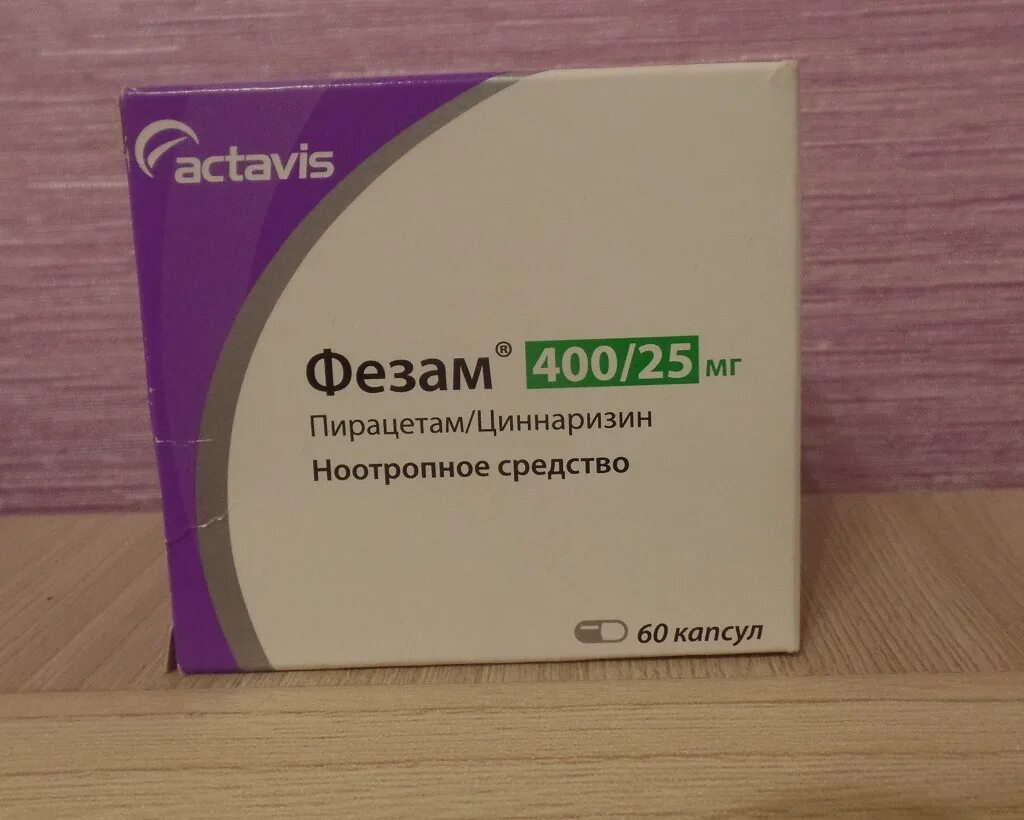 actavis
Фезам® 400/25 мг
Пирацетам/Циннаризин
Ноотропное средство
60 капсул